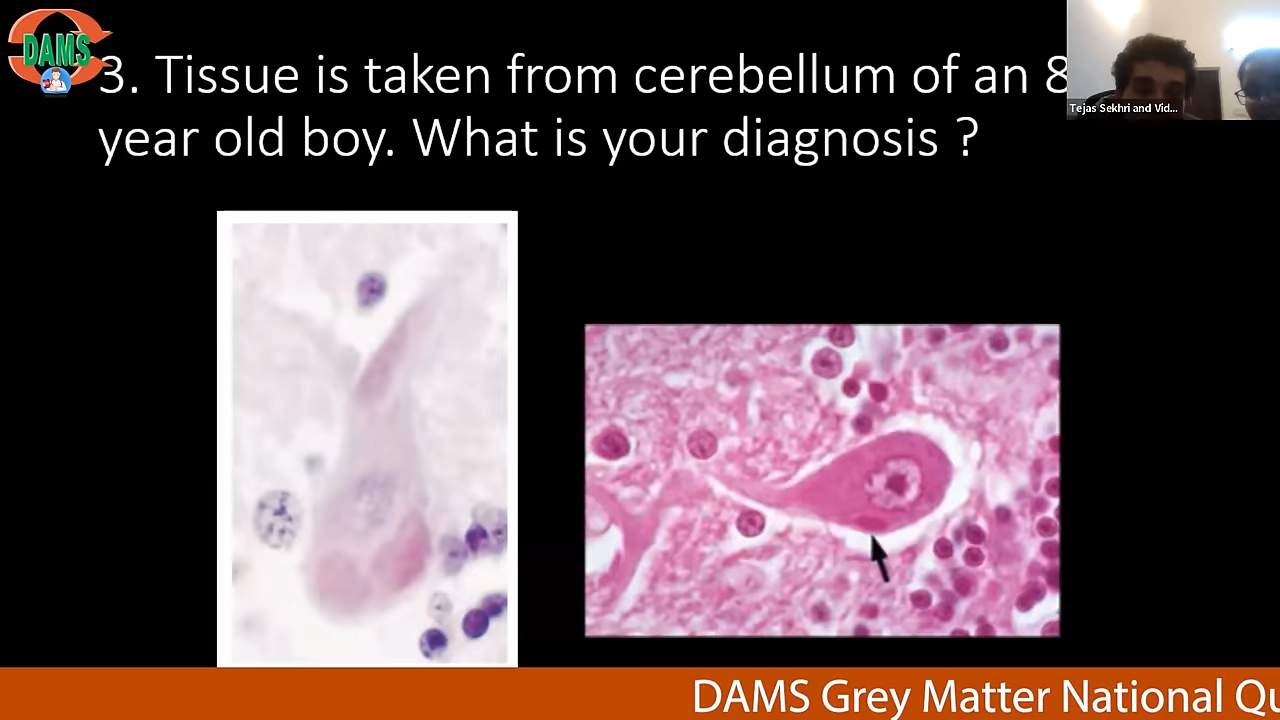 DAMS
3. Tissue is taken from cerebellum of an 8
year old boy. What is your diagnosis ?
Tejas Sekhri and Vid...
DAMS Grey Matter National Qu